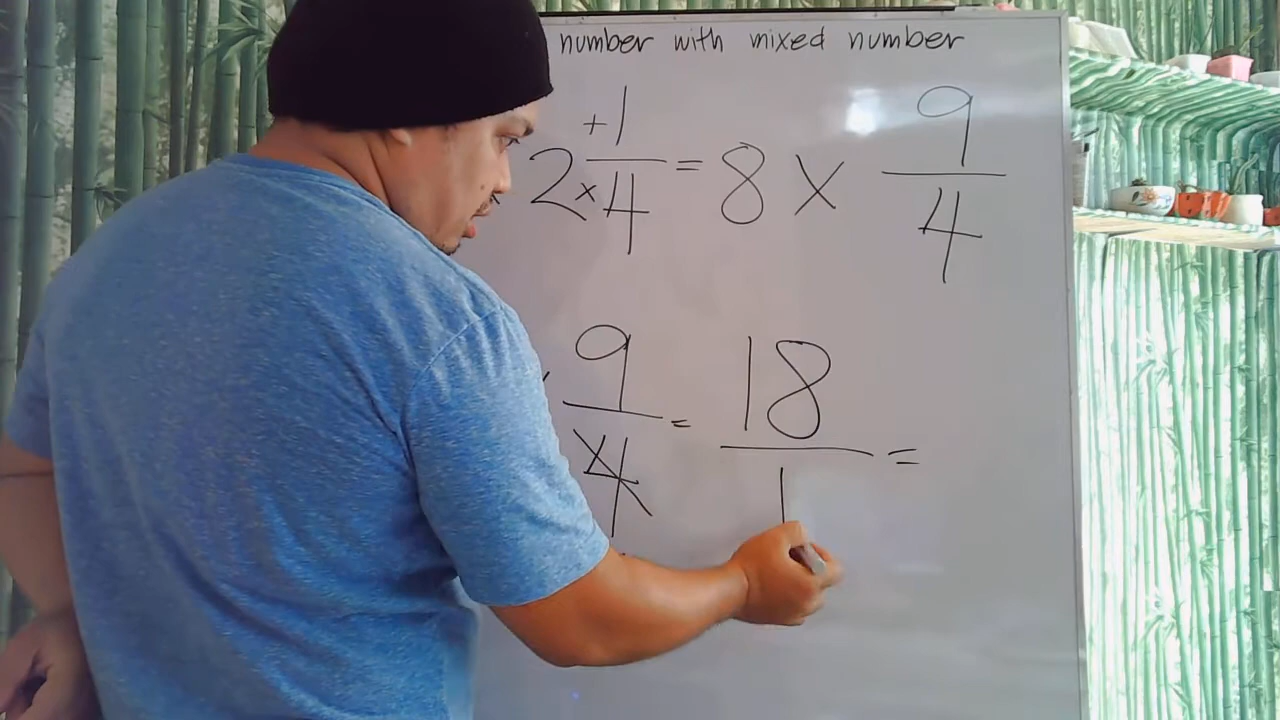 number with mixed number
2 × +1/4 = 8 × 9/4
9/4 = 18/1 =